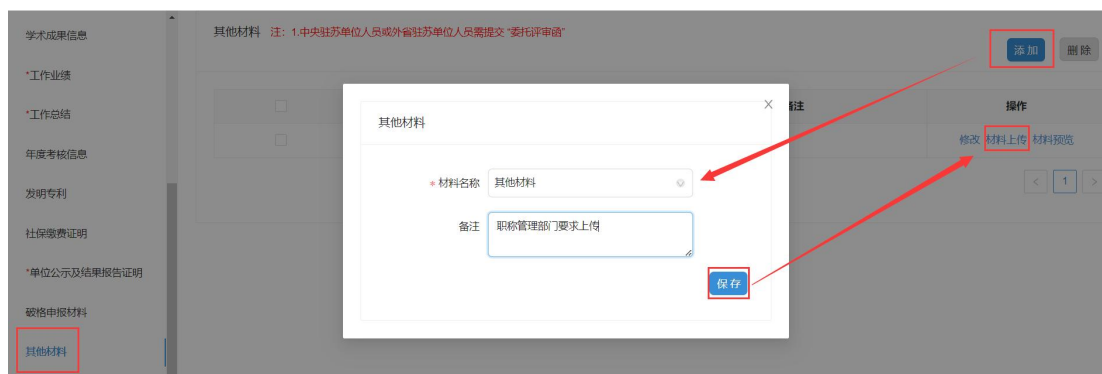 学术成果信息
*工作业绩
*工作总结
年度考核信息
发明专利
社保缴费证明
*单位公示及结果报告证明
破格申报材料
其他材料
其他材料 注：1.中央驻苏单位人员或外省驻苏单位人员需提交 “委托评审函”
添加 删除
备注 操作
修改 材料上传 材料预览
< 1 >
其他材料 X
* 材料名称 其他材料
备注 职称管理部门要求上传
保存